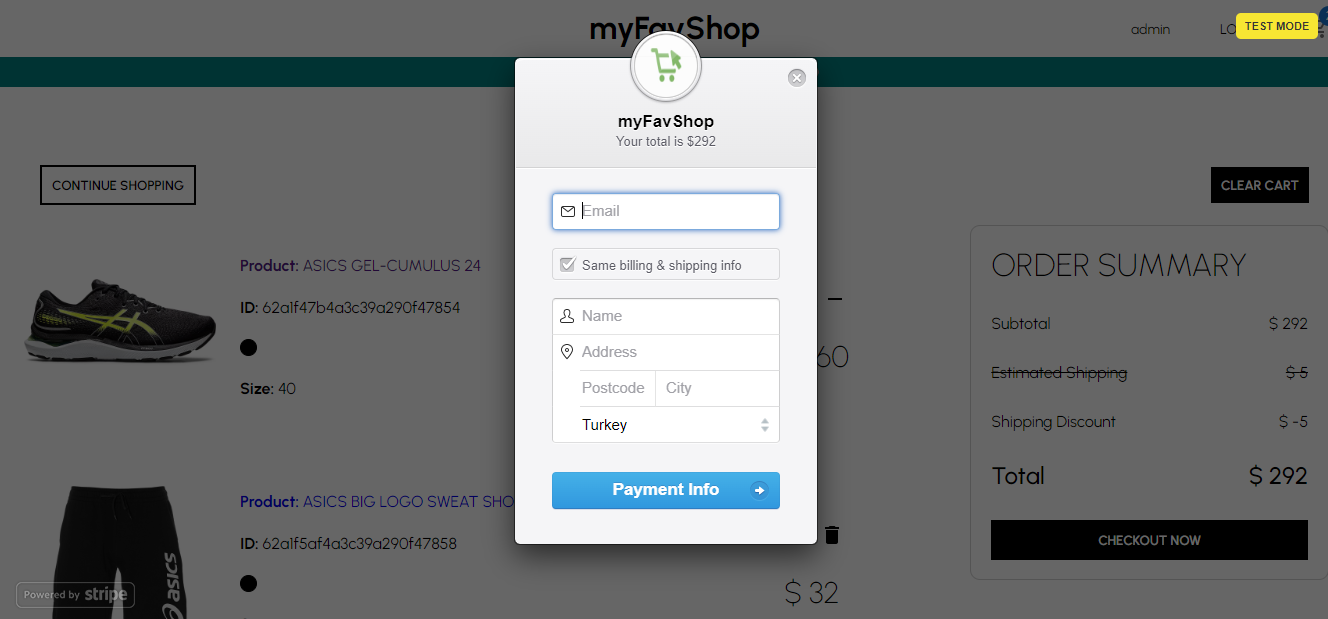 myFavShop
admin
LO
TEST MODE
myFavShop
Your total is $292
CONTINUE SHOPPING
CLEAR CART
Email
Same billing & shipping info
Name
Address
Postcode City
Turkey
Payment Info
Product: ASICS GEL-CUMULUS 24
ID: 62a1f47b4a3c39a290f47854
Size: 40
60
Product: ASICS BIG LOGO SWEAT SHO
ID: 62a1f5af4a3c39a290f47858
asics
$ 32
ORDER SUMMARY
Subtotal $ 292
Estimated Shipping $ 5
Shipping Discount $ -5
Total $ 292
CHECKOUT NOW
Powered by stripe